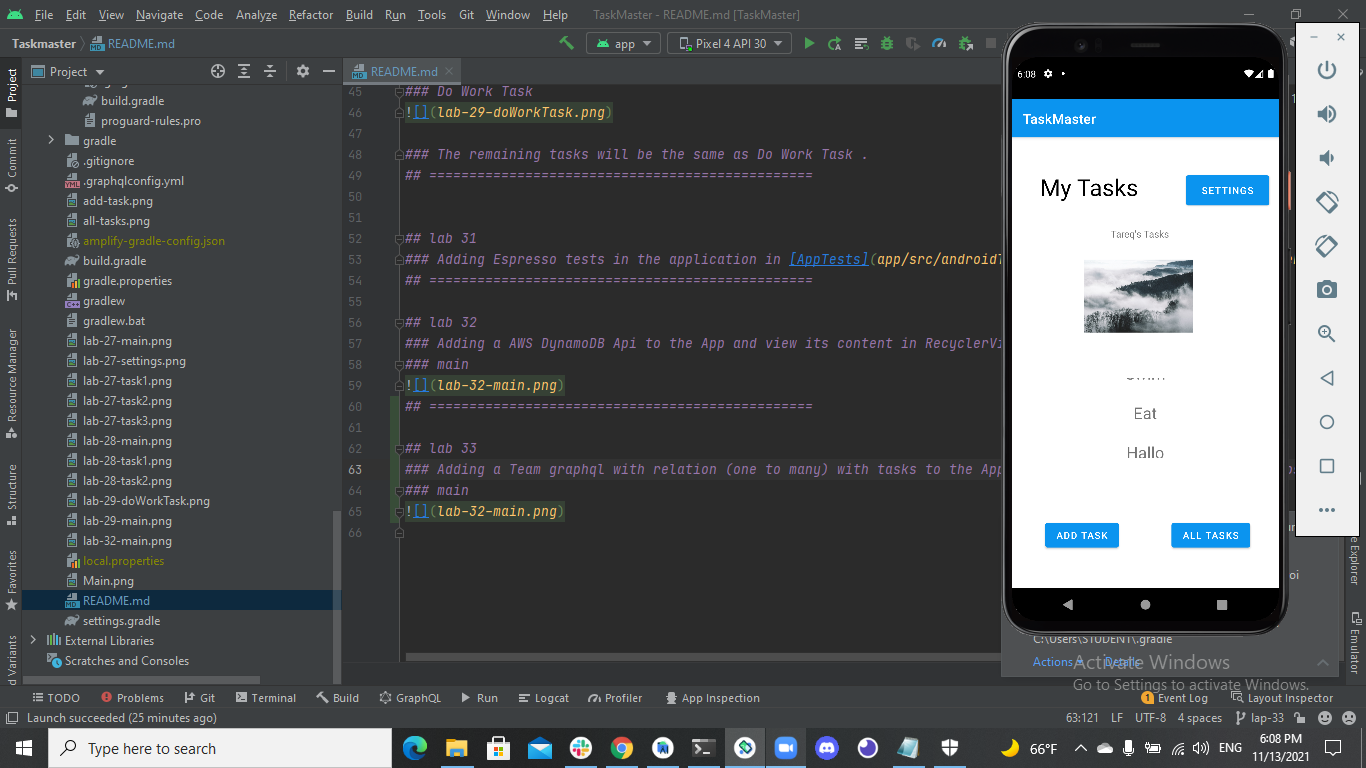 File Edit View Navigate Code Analyze Refactor Build Run Tools Git Window Help TaskMaster - README.md [TaskMaster]
Taskmaster README.md app Pixel 4 API 30
Project README.md
build.gradle
proguard-rules.pro
gradle
.gitignore
.graphqlconfig.yml
add-task.png
all-tasks.png
amplify-gradle-config.json
build.gradle
gradle.properties
gradlew
gradlew.bat
lab-27-main.png
lab-27-settings.png
lab-27-task1.png
lab-27-task2.png
lab-27-task3.png
lab-28-main.png
lab-28-task1.png
lab-28-task2.png
lab-29-doWorkTask.png
lab-29-main.png
lab-32-main.png
local.properties
Main.png
README.md
settings.gradle
External Libraries
Scratches and Consoles
Project
Commit
Pull Requests
Resource Manager
Structure
Favorites
45 ### Do Work Task
46 ![](lab-29-doWorkTask.png)
47
48 ### The remaining tasks will be the same as Do Work Task .
49 ## ================================================
50
51
52 ## lab 31
53 ### Adding Espresso tests in the application in [AppTests](app/src/android
54 ## ================================================
55
56 ## lab 32
57 ### Adding a AWS DynamoDB Api to the App and view its content in
58 ### main
59 ![](lab-32-main.png)
60 ## ================================================
61
62 ## lab 33
63 ### Adding a Team graphql with relation (one to many) with tasks to the App
64 ### main
65 ![](lab-32-main.png)
66
6:08
TaskMaster
My Tasks
SETTINGS
Tareq's Tasks
Eat
Hallo
ADD TASK ALL TASKS
C:\Users\STUDENT\.gradle
Actions
Activate Windows
Go to Settings to activate Windows.
Emulator
TODO Problems Git Terminal Build GraphQL Run Logcat Profiler App Inspection 1 Event Log Layout Inspector
Launch succeeded (25 minutes ago) 63:121 LF UTF-8 4 spaces lap-33
Type here to search 66°F ENG 6:08 PM
11/13/2021